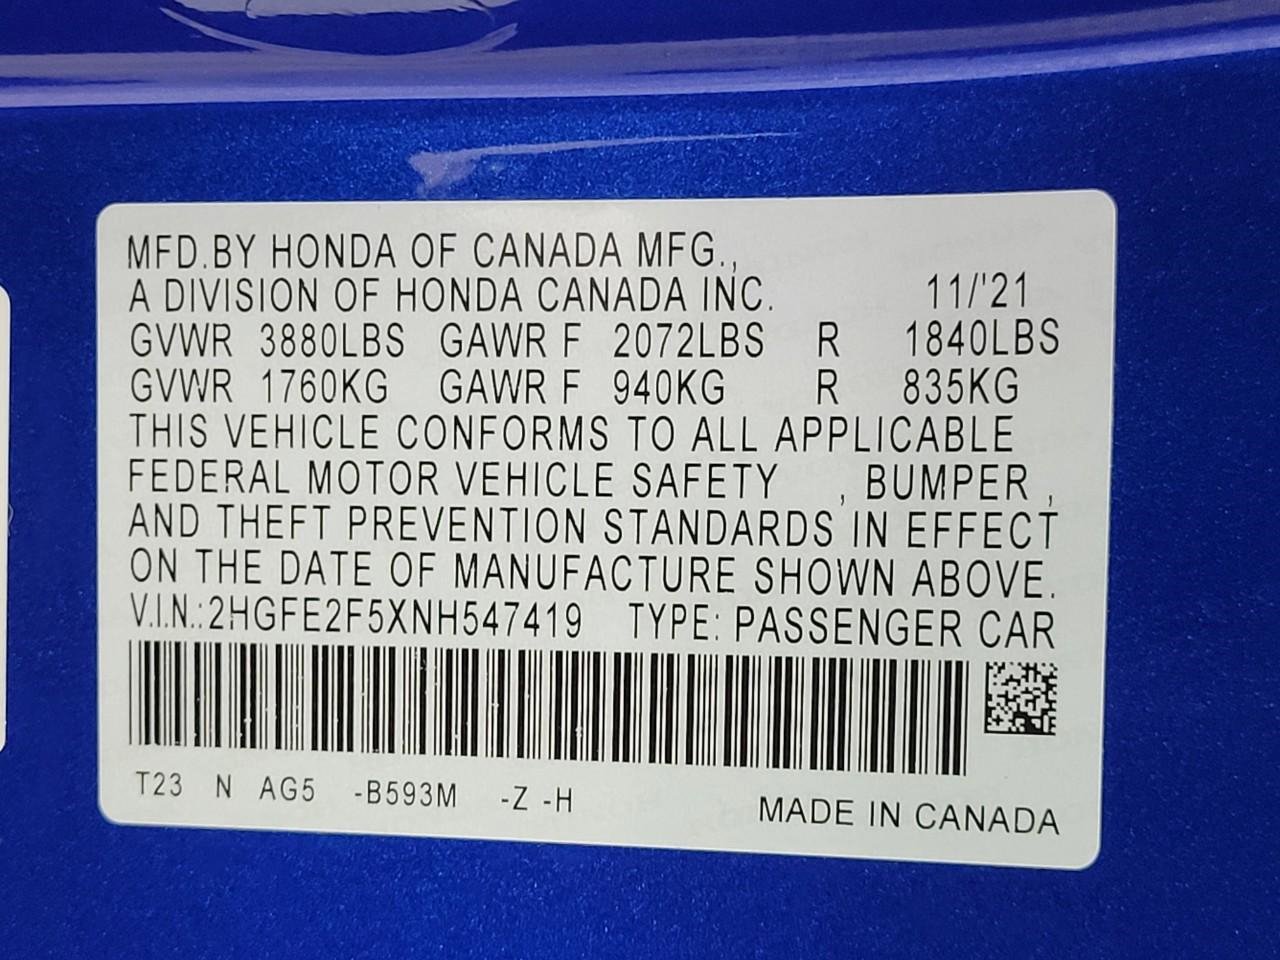 MFD.BY HONDA OF CANADA MFG.,
A DIVISION OF HONDA CANADA INC. 11/'21
GVWR 3880LBS GAWR F 2072LBS R 1840LBS
GVWR 1760KG GAWR F 940KG R 835KG
THIS VEHICLE CONFORMS TO ALL APPLICABLE
FEDERAL MOTOR VEHICLE SAFETY , BUMPER ,
AND THEFT PREVENTION STANDARDS IN EFFECT
ON THE DATE OF MANUFACTURE SHOWN ABOVE.
V.I.N.:2HGFE2F5XNH547419 TYPE: PASSENGER CAR
T23 N AG5 -B593M -Z -H MADE IN CANADA